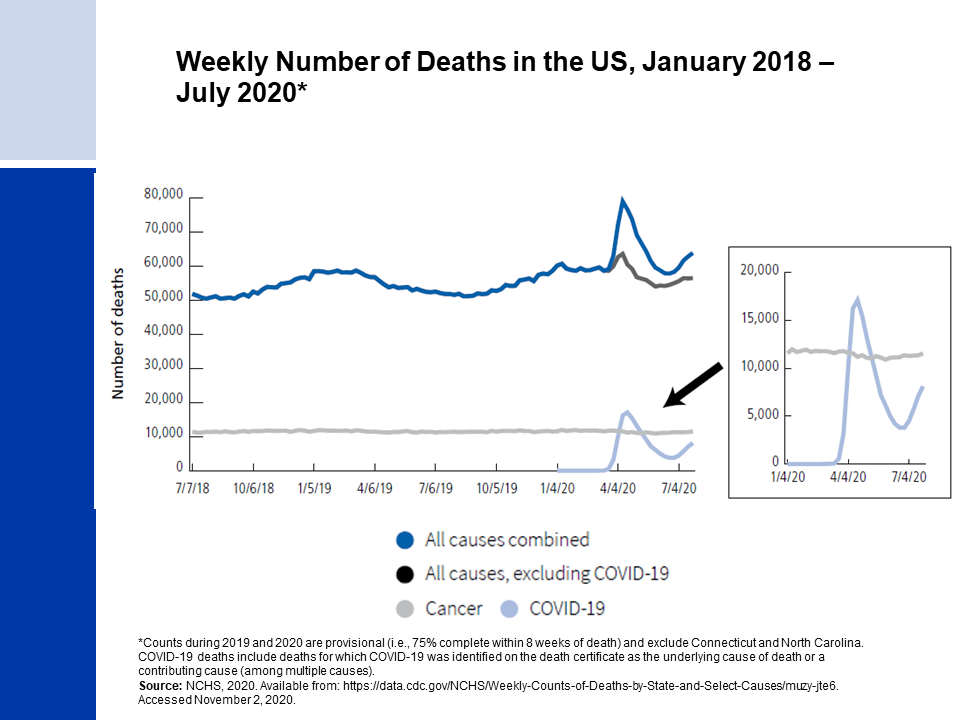 Weekly Number of Deaths in the US, January 2018 –
July 2020*
80,000
70,000
60,000
50,000
40,000
30,000
20,000
10,000
0
Number of deaths
7/7/18 10/6/18 1/5/19 4/6/19 7/6/19 10/5/19 1/4/20 4/4/20 7/4/20
20,000
15,000
10,000
5,000
0
1/4/20 4/4/20 7/4/20
All causes combined
All causes, excluding COVID-19
Cancer COVID-19
*Counts during 2019 and 2020 are provisional (i.e., 75% complete within 8 weeks of death) and exclude Connecticut and North Carolina.
COVID-19 deaths include deaths for which COVID-19 was identified on the death certificate as the underlying cause of death or a
contributing cause (among multiple causes).
Source: NCHS, 2020. Available from: https://data.cdc.gov/NCHS/Weekly-Counts-of-Deaths-by-State-and-Select-Causes/muzy-jte6.
Accessed November 2, 2020.